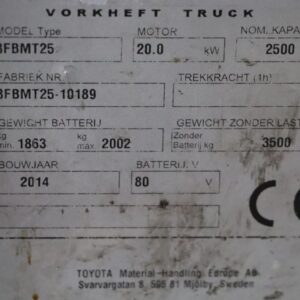 VORKHEFT TRUCK
MODEL Type MOTOR NOM. KAPA
8FBMT25 20.0 kW 2500
FABRIEK NR. TREKKRACHT (1h)
8FBMT25-10189
GEWICHT BATTERIJ GEWICHT ZONDER LAST
kg min. 1863 kg max. 2002 Zonder Batterij kg 3500
BOUWJAAR BATTERIJ. V
2014 80 V
CE
TOYOTA Material Handling Europe AB
Svarvargatan 8, 595 81 Mjölby, Sweden